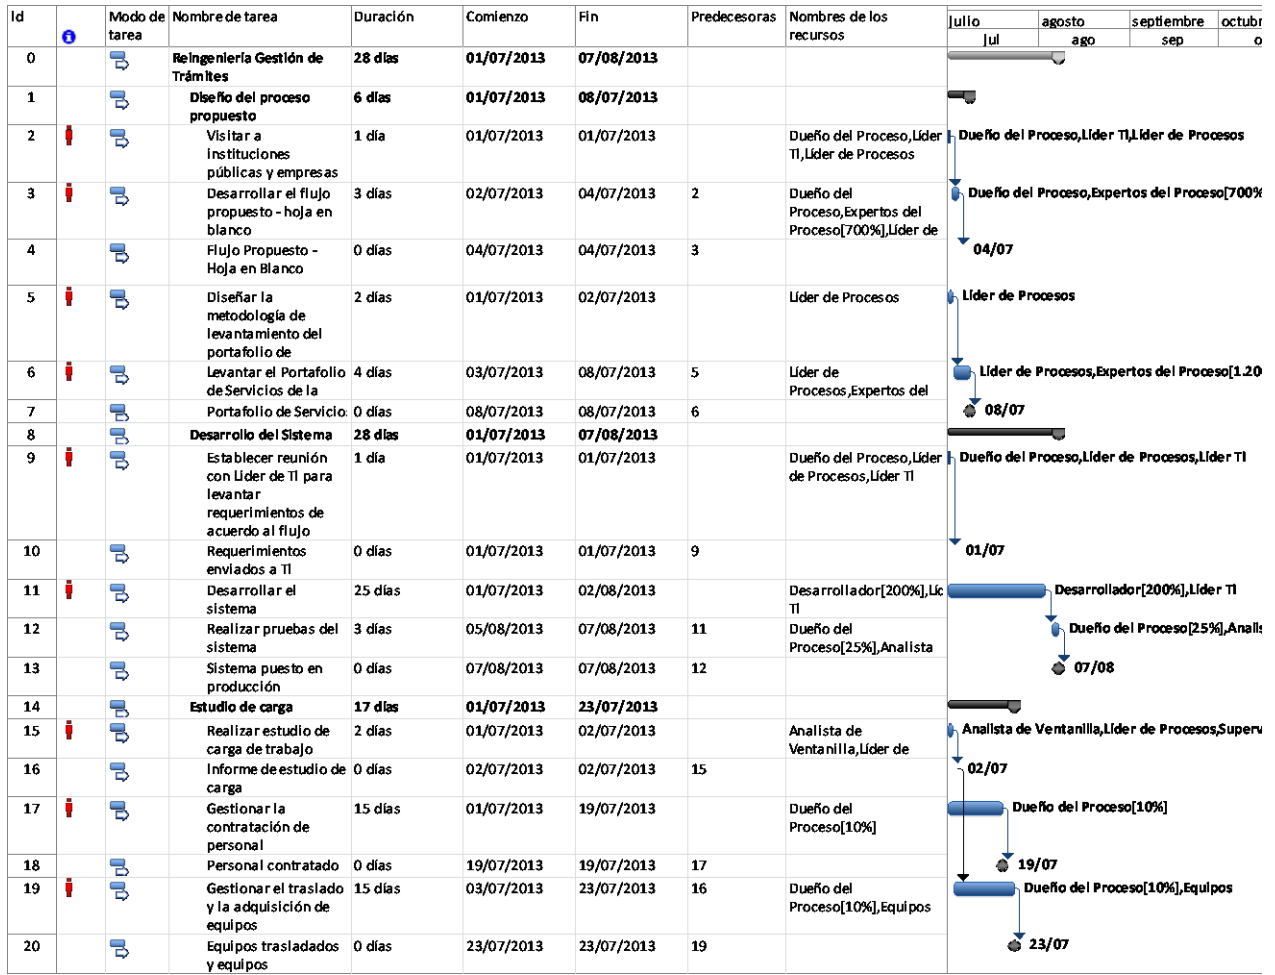 Id Modo de Nombre de tarea Duración Comienzo Fin Predecesoras Nombres de los julio agosto septiembre octubr
tarea recursos jul ago sep o
0 Reingeniería Gestión de 28 días 01/07/2013 07/08/2013
Trámites
1 Diseño del proceso 6 días 01/07/2013 08/07/2013
propuesto
2 Visitar a 1 día 01/07/2013 01/07/2013 Dueño del Proceso,Líder Dueño del Proceso,Líder TI,Líder de Procesos
instituciones TI,Líder de Procesos
públicas y empresas
3 Desarrollar el flujo 3 días 02/07/2013 04/07/2013 2 Dueño del Dueño del Proceso,Expertos del Proceso[700%
propuesto - hoja en Proceso,Expertos del
blanco Proceso[700%],Líder de
4 Flujo Propuesto - 0 días 04/07/2013 04/07/2013 3 04/07
Hoja en Blanco
5 Diseñar la 2 días 01/07/2013 02/07/2013 Líder de Procesos Líder de Procesos
metodología de
levantamiento del
portafolio de
6 Levantar el Portafolio 4 días 03/07/2013 08/07/2013 5 Líder de Líder de Procesos,Expertos del Proceso[1.20
de Servicios de la Procesos,Expertos del
7 Portafolio de Servicio 0 días 08/07/2013 08/07/2013 6 08/07
8 Desarrollo del Sistema 28 días 01/07/2013 07/08/2013
9 Establecer reunión 1 día 01/07/2013 01/07/2013 Dueño del Proceso,Líder Dueño del Proceso,Líder de Procesos,Líder TI
con Lider de TI para de Procesos,Líder TI
levantar
requerimientos de
acuerdo al flujo
10 Requerimientos 0 días 01/07/2013 01/07/2013 9 01/07
enviados a TI
11 Desarrollar el 25 días 01/07/2013 02/08/2013 Desarrollador[200%],Líc Desarrollador[200%],Líder TI
sistema TI
12 Realizar pruebas del 3 días 05/08/2013 07/08/2013 11 Dueño del Dueño del Proceso[25%],Analis
sistema Proceso[25%],Analista
13 Sistema puesto en 0 días 07/08/2013 07/08/2013 12 07/08
producción
14 Estudio de carga 17 días 01/07/2013 23/07/2013
15 Realizar estudio de 2 días 01/07/2013 02/07/2013 Analista de Analista de Ventanilla,Líder de Procesos,Superv
carga de trabajo Ventanilla,Líder de
16 Informe de estudio de 0 días 02/07/2013 02/07/2013 15 02/07
carga
17 Gestionar la 15 días 01/07/2013 19/07/2013 Dueño del Dueño del Proceso[10%]
contratación de Proceso[10%]
personal
18 Personal contratado 0 días 19/07/2013 19/07/2013 17 19/07
19 Gestionar el traslado 15 días 03/07/2013 23/07/2013 16 Dueño del Dueño del Proceso[10%],Equipos
y la adquisición de Proceso[10%],Equipos
equipos
20 Equipos trasladados 0 días 23/07/2013 23/07/2013 19 23/07
y equipos